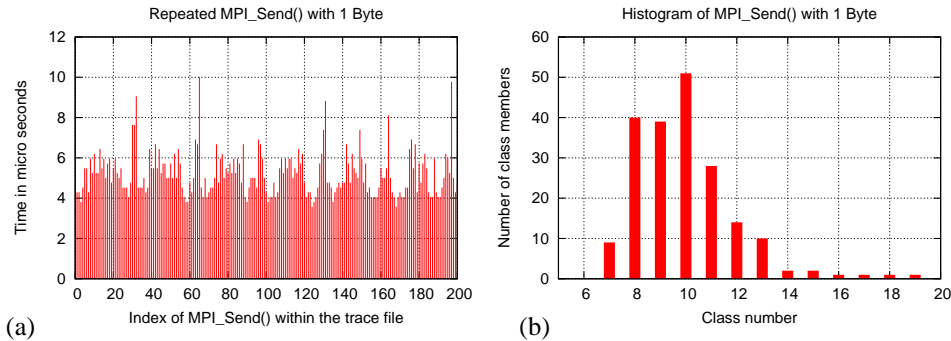 Repeated MPI_Send() with 1 Byte
12
10
8
6
4
2
0
0 20 40 60 80 100 120 140 160 180 200
Time in micro seconds
Index of MPI_Send() within the trace file
(a)
Histogram of MPI_Send() with 1 Byte
60
50
40
30
20
10
0
6 8 10 12 14 16 18 20
Number of class members
Class number
(b)